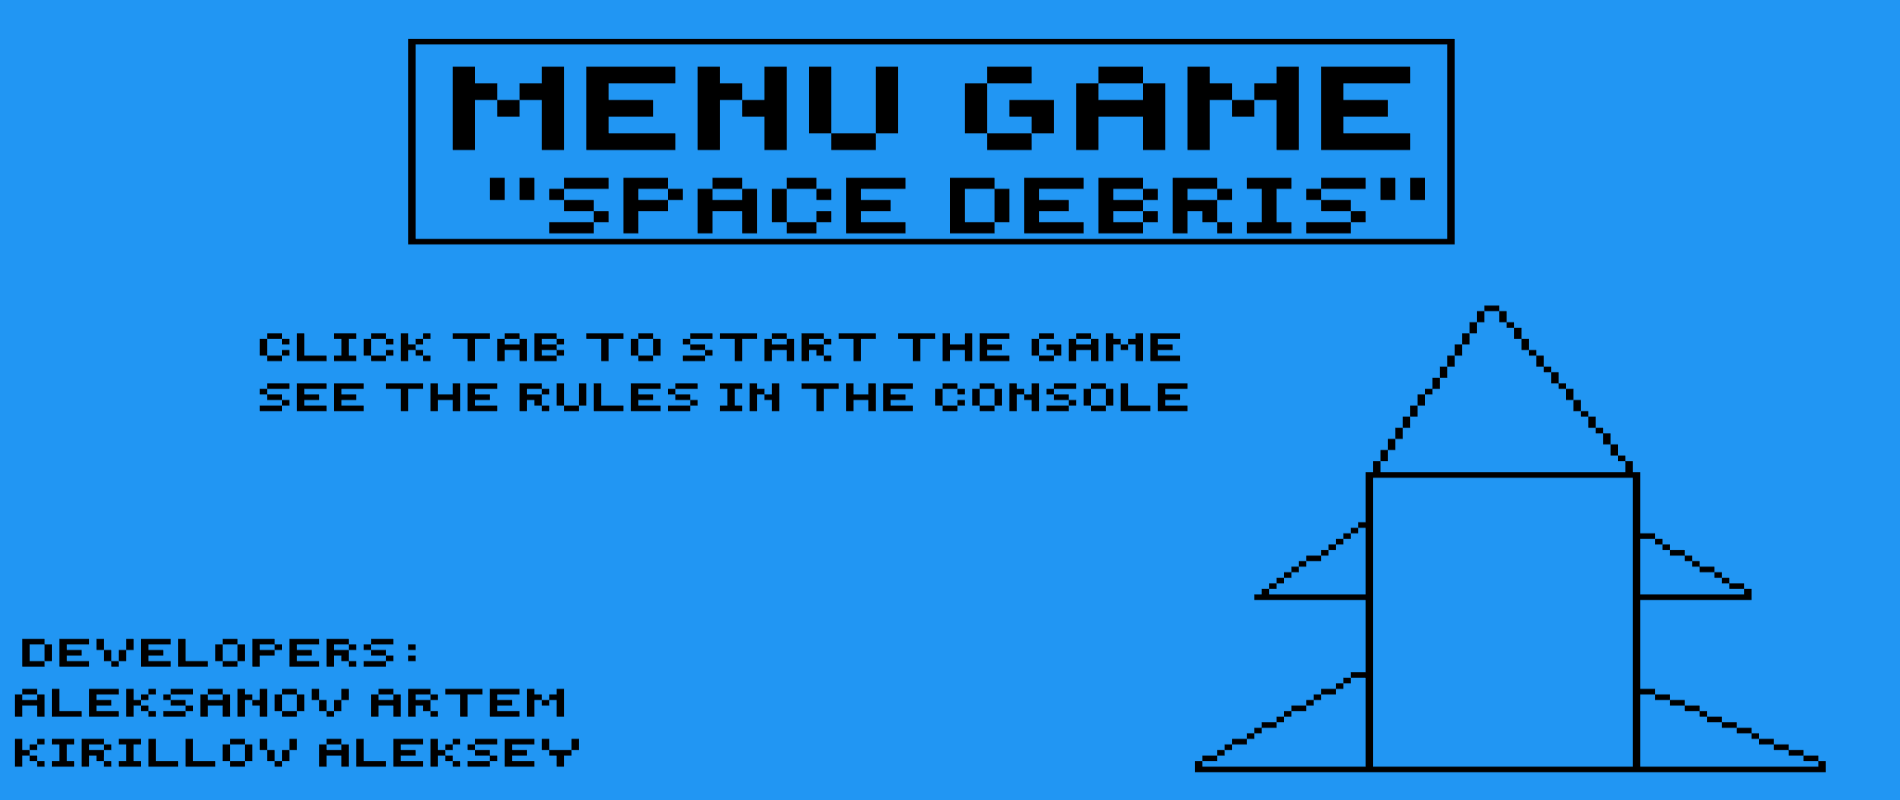 MENU GAME
"SPACE DEBRIS"
CLICK TAB TO START THE GAME
SEE THE RULES IN THE CONSOLE
DEVELOPERS:
ALEKSANOV ARTEM
KIRILLOV ALEKSEY